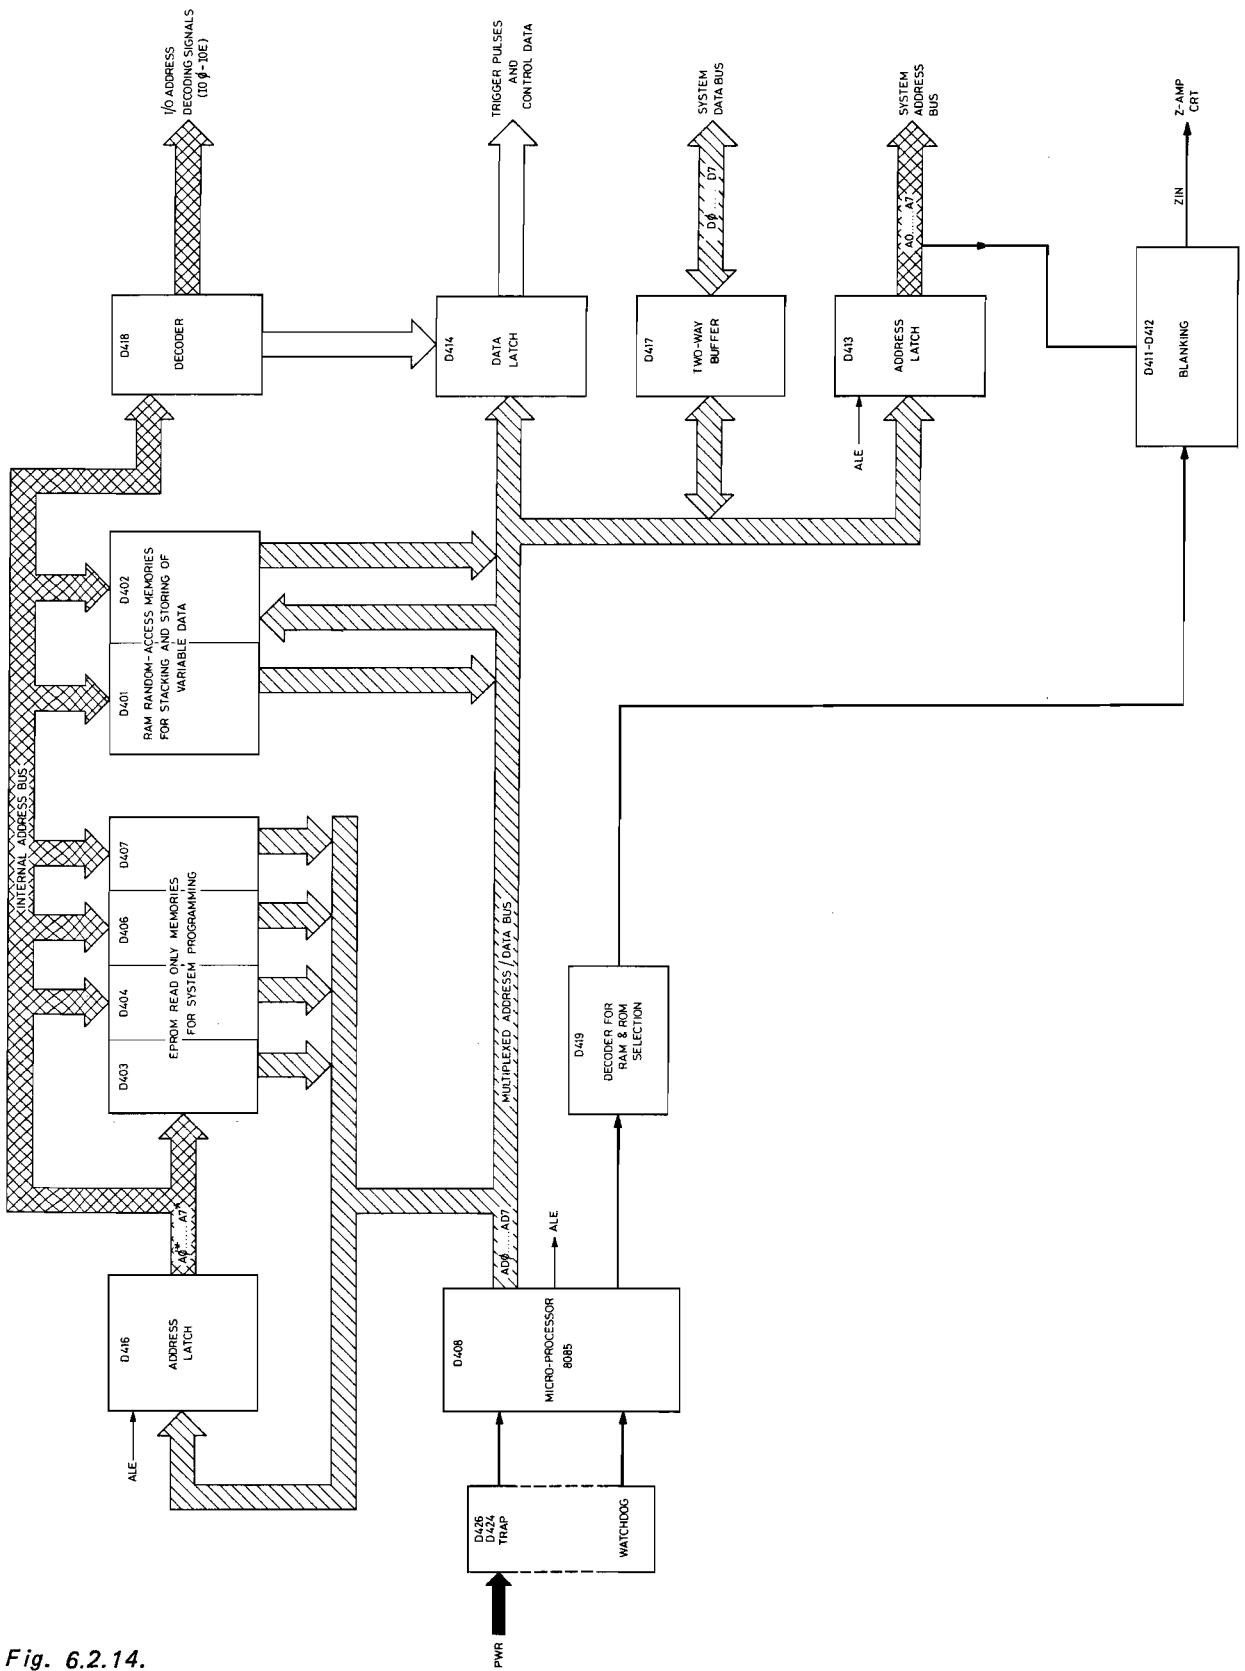 I/O ADDRESS
DECODING SIGNALS
(IOϕ-IOE)
TRIGGER PULSES
AND
CONTROL DATA
SYSTEM
DATA BUS
SYSTEM
ADDRESS
BUS
Z-AMP
CRT
D418
DECODER
D414
DATA
LATCH
D417
TWO-WAY
BUFFER
Dϕ.....D7
D413
ADDRESS
LATCH
A0......A7
ALE
D411-D412
BLANKING
ZIN
INTERNAL ADDRESS BUS
D401
D402
RAM RANDOM-ACCESS MEMORIES
FOR STACKING AND STORING OF
VARIABLE DATA
D403
D404
D406
D407
EPROM READ ONLY MEMORIES
FOR SYSTEM PROGRAMMING
MULTIPLEXED ADDRESS/DATA BUS
D419
DECODER FOR
RAM & ROM
SELECTION
A0*......A7*
D416
ADDRESS
LATCH
ALE
ADϕ.....AD7
ALE
D408
MICRO-PROCESSOR
8085
D426
D424
TRAP
WATCHDOG
PWR
Fig. 6.2.14.